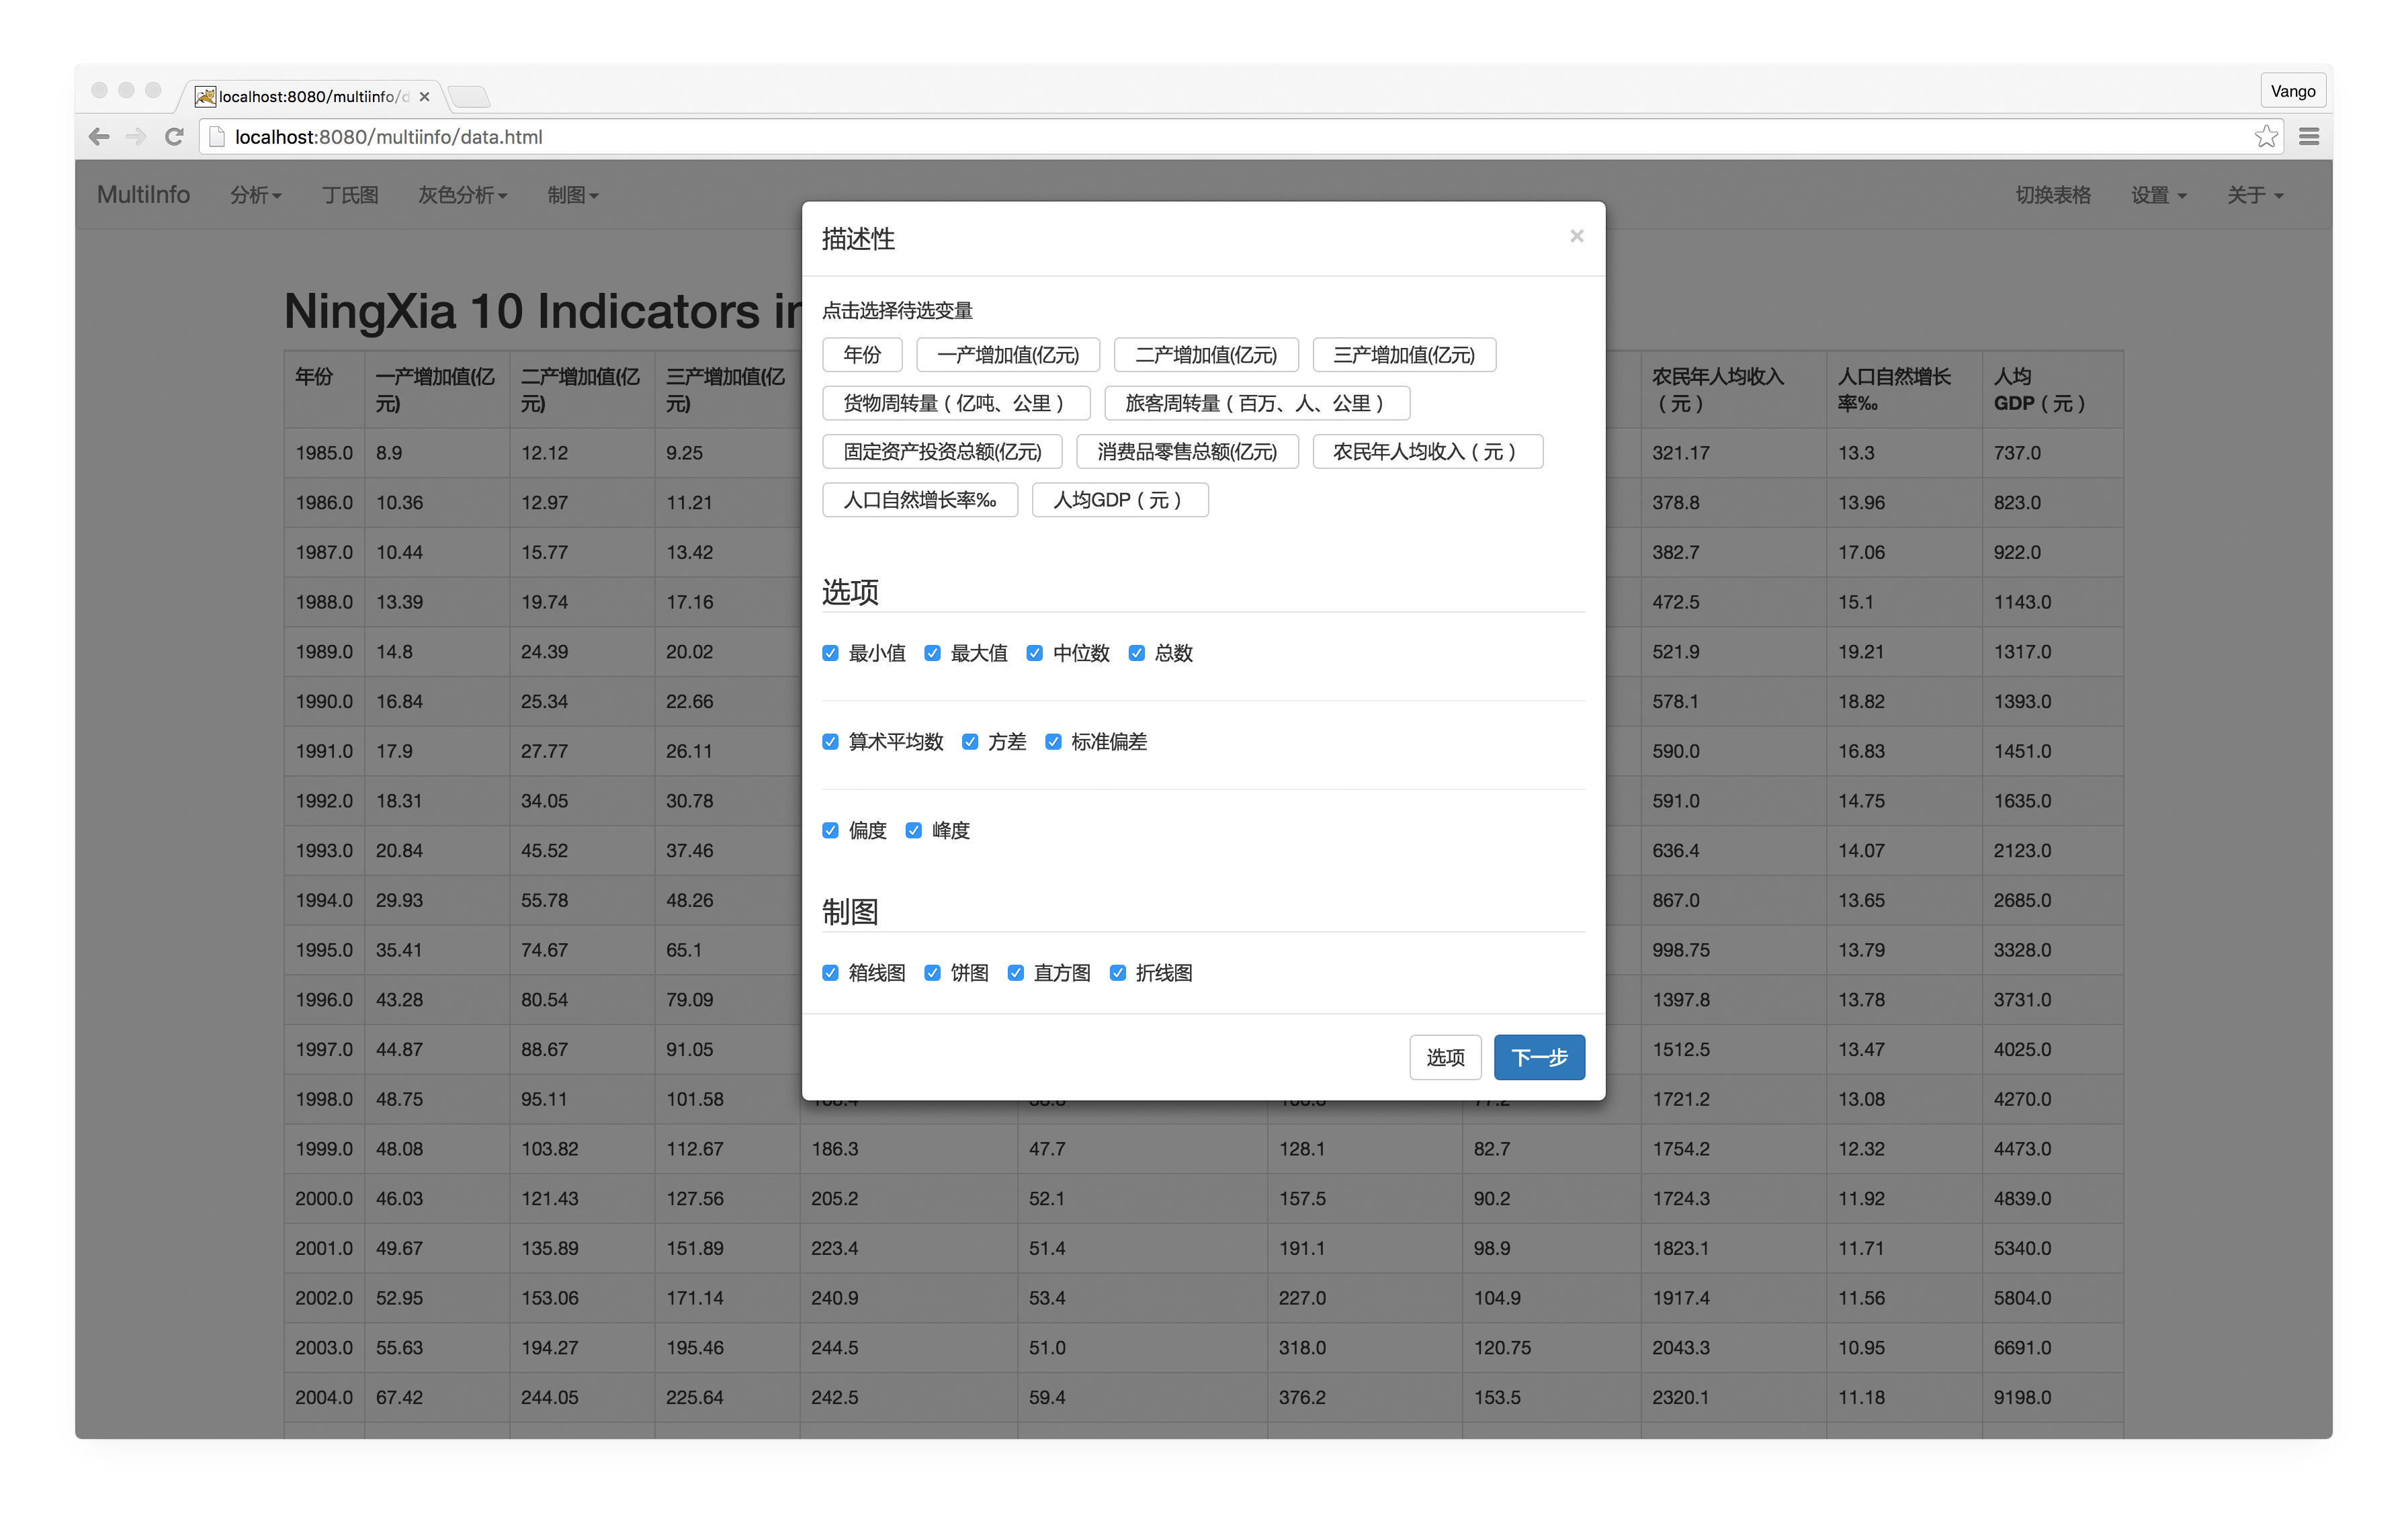 localhost:8080/multiinfo/d
Vango
localhost:8080/multiinfo/data.html
MultiInfo 分析 丁氏图 灰色分析 制图 切换表格 设置 关于
描述性 ×
点击选择待选变量
年份 一产增加值(亿元) 二产增加值(亿元) 三产增加值(亿元)
货物周转量（亿吨、公里） 旅客周转量（百万、人、公里）
固定资产投资总额(亿元) 消费品零售总额(亿元) 农民年人均收入（元）
人口自然增长率‰ 人均GDP（元）
选项
最小值 最大值 中位数 总数
算术平均数 方差 标准偏差
偏度 峰度
制图
箱线图 饼图 直方图 折线图
选项 下一步
NingXia 10 Indicators in
年份 一产增加值(亿元) 二产增加值(亿元) 三产增加值(亿元) 农民年人均收入（元） 人口自然增长率‰ 人均GDP（元）
1985.0 8.9 12.12 9.25 321.17 13.3 737.0
1986.0 10.36 12.97 11.21 378.8 13.96 823.0
1987.0 10.44 15.77 13.42 382.7 17.06 922.0
1988.0 13.39 19.74 17.16 472.5 15.1 1143.0
1989.0 14.8 24.39 20.02 521.9 19.21 1317.0
1990.0 16.84 25.34 22.66 578.1 18.82 1393.0
1991.0 17.9 27.77 26.11 590.0 16.83 1451.0
1992.0 18.31 34.05 30.78 591.0 14.75 1635.0
1993.0 20.84 45.52 37.46 636.4 14.07 2123.0
1994.0 29.93 55.78 48.26 867.0 13.65 2685.0
1995.0 35.41 74.67 65.1 998.75 13.79 3328.0
1996.0 43.28 80.54 79.09 1397.8 13.78 3731.0
1997.0 44.87 88.67 91.05 1512.5 13.47 4025.0
1998.0 48.75 95.11 101.58 1721.2 13.08 4270.0
1999.0 48.08 103.82 112.67 186.3 47.7 128.1 82.7 1754.2 12.32 4473.0
2000.0 46.03 121.43 127.56 205.2 52.1 157.5 90.2 1724.3 11.92 4839.0
2001.0 49.67 135.89 151.89 223.4 51.4 191.1 98.9 1823.1 11.71 5340.0
2002.0 52.95 153.06 171.14 240.9 53.4 227.0 104.9 1917.4 11.56 5804.0
2003.0 55.63 194.27 195.46 244.5 51.0 318.0 120.75 2043.3 10.95 6691.0
2004.0 67.42 244.05 225.64 242.5 59.4 376.2 153.5 2320.1 11.18 9198.0